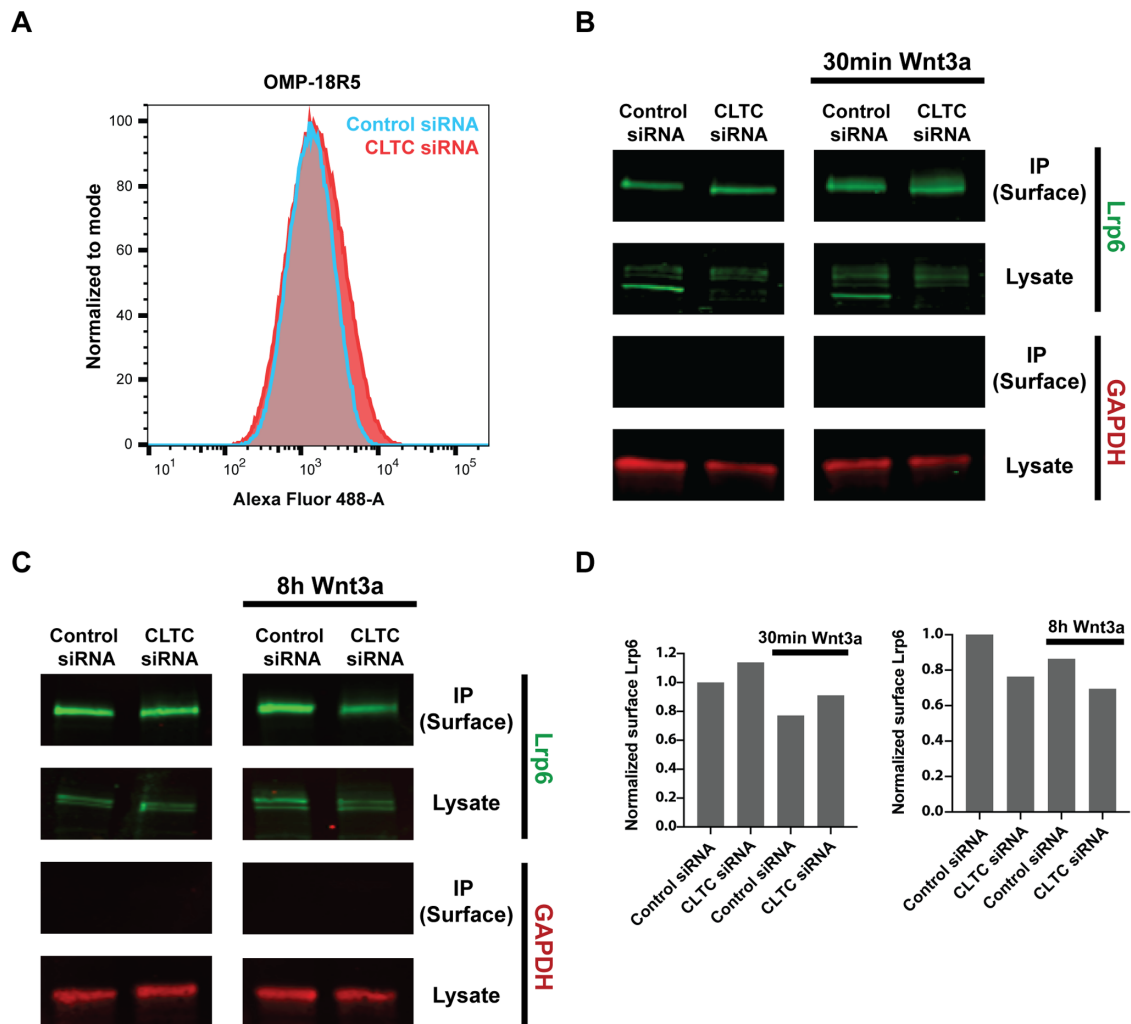 A
OMP-18R5
Control siRNA
CLTC siRNA
Normalized to mode
100
80
60
40
20
0
10¹ 10² 10³ 10⁴ 10⁵
Alexa Fluor 488-A
B
30min Wnt3a
Control siRNA
CLTC siRNA
Control siRNA
CLTC siRNA
IP
(Surface)
Lysate
Lrp6
IP
(Surface)
Lysate
GAPDH
C
8h Wnt3a
Control siRNA
CLTC siRNA
Control siRNA
CLTC siRNA
IP
(Surface)
Lysate
Lrp6
IP
(Surface)
Lysate
GAPDH
D
30min Wnt3a
Normalized surface Lrp6
1.2
1.0
0.8
0.6
0.4
0.2
0.0
Control siRNA
CLTC siRNA
Control siRNA
CLTC siRNA
8h Wnt3a
Normalized surface Lrp6
1.0
0.8
0.6
0.4
0.2
0.0
Control siRNA
CLTC siRNA
Control siRNA
CLTC siRNA